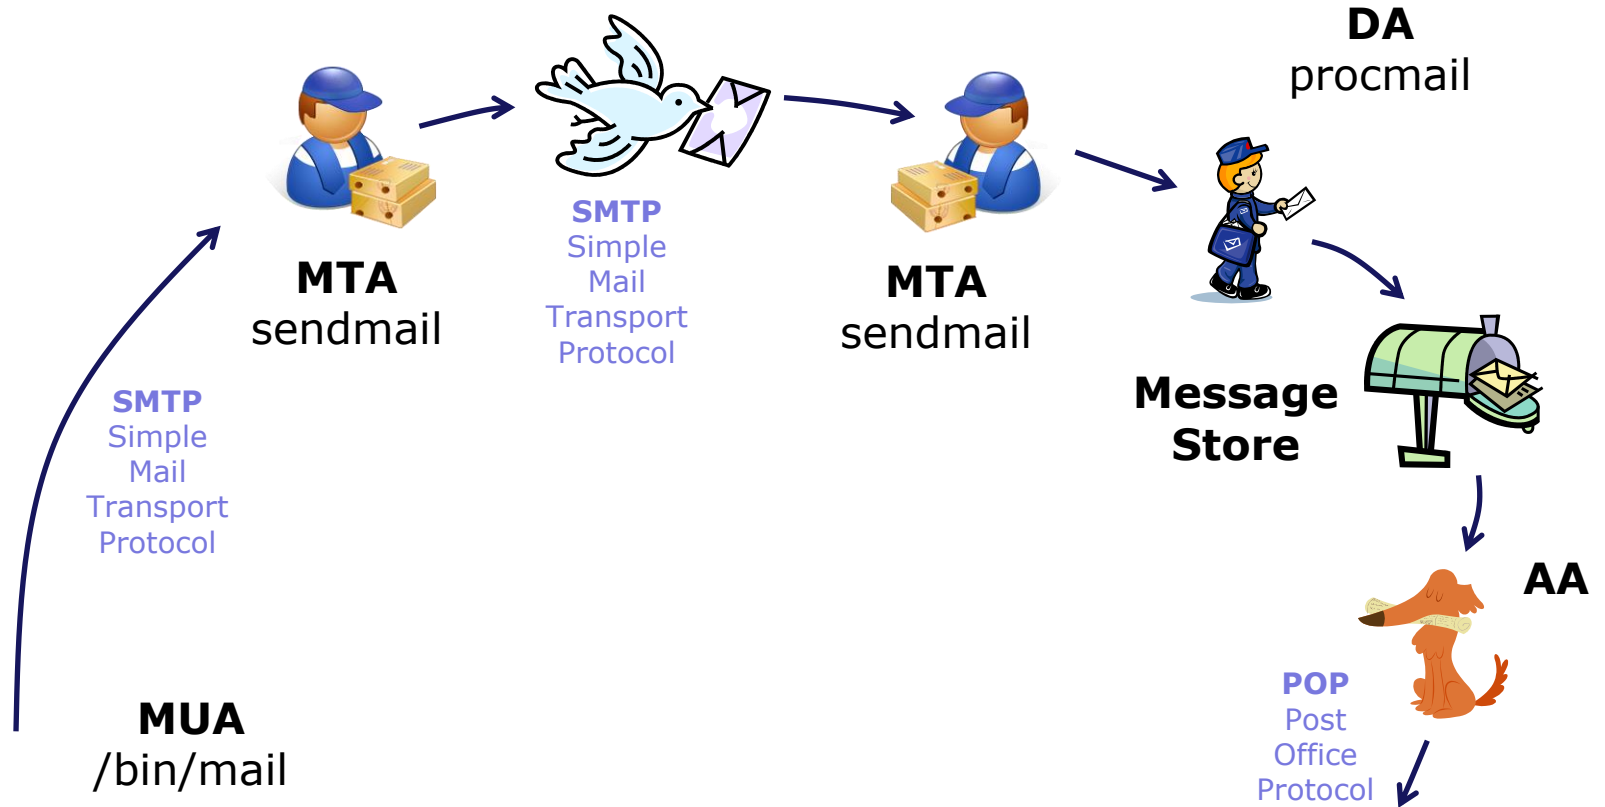 DA
procmail
SMTP
Simple
Mail
Transport
Protocol
MTA
sendmail
MTA
sendmail
Message
Store
SMTP
Simple
Mail
Transport
Protocol
AA
POP
Post
Office
Protocol
MUA
/bin/mail